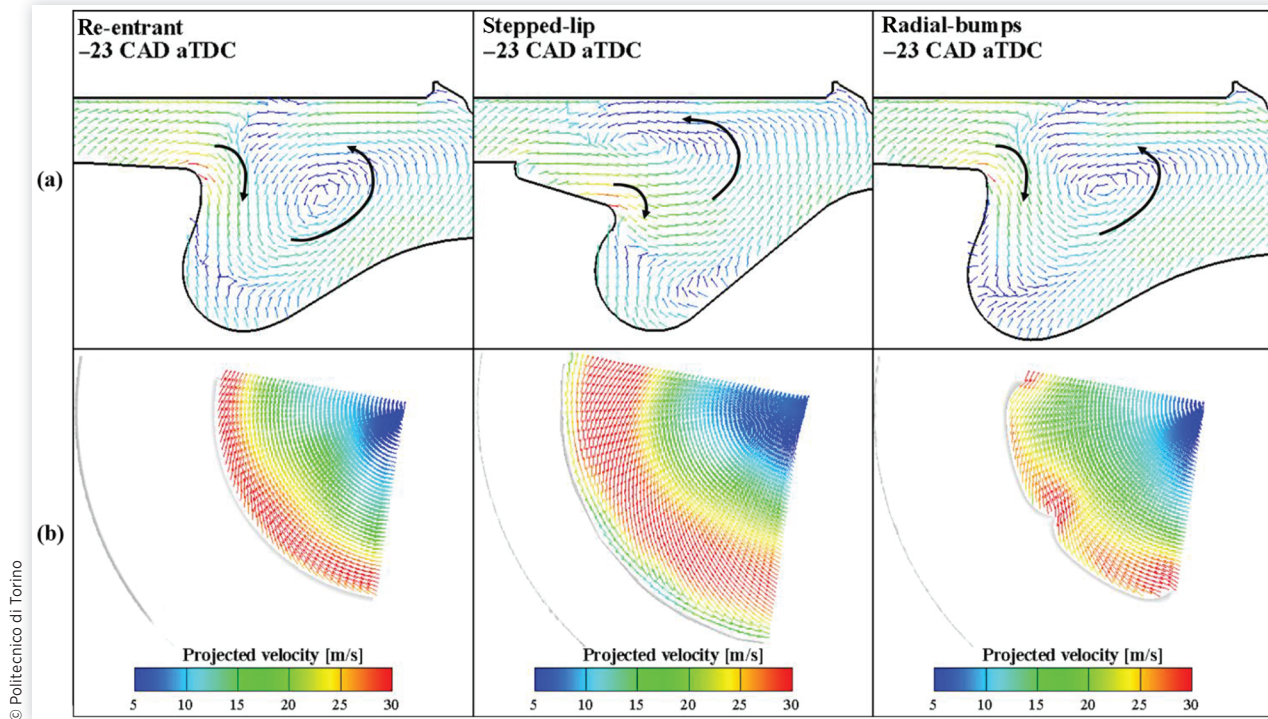 Re-entrant
–23 CAD aTDC
Stepped-lip
–23 CAD aTDC
Radial-bumps
–23 CAD aTDC
(a)
(b)
Projected velocity [m/s]
5 10 15 20 25 30
Projected velocity [m/s]
5 10 15 20 25 30
Projected velocity [m/s]
5 10 15 20 25 30
© Politecnico di Torino